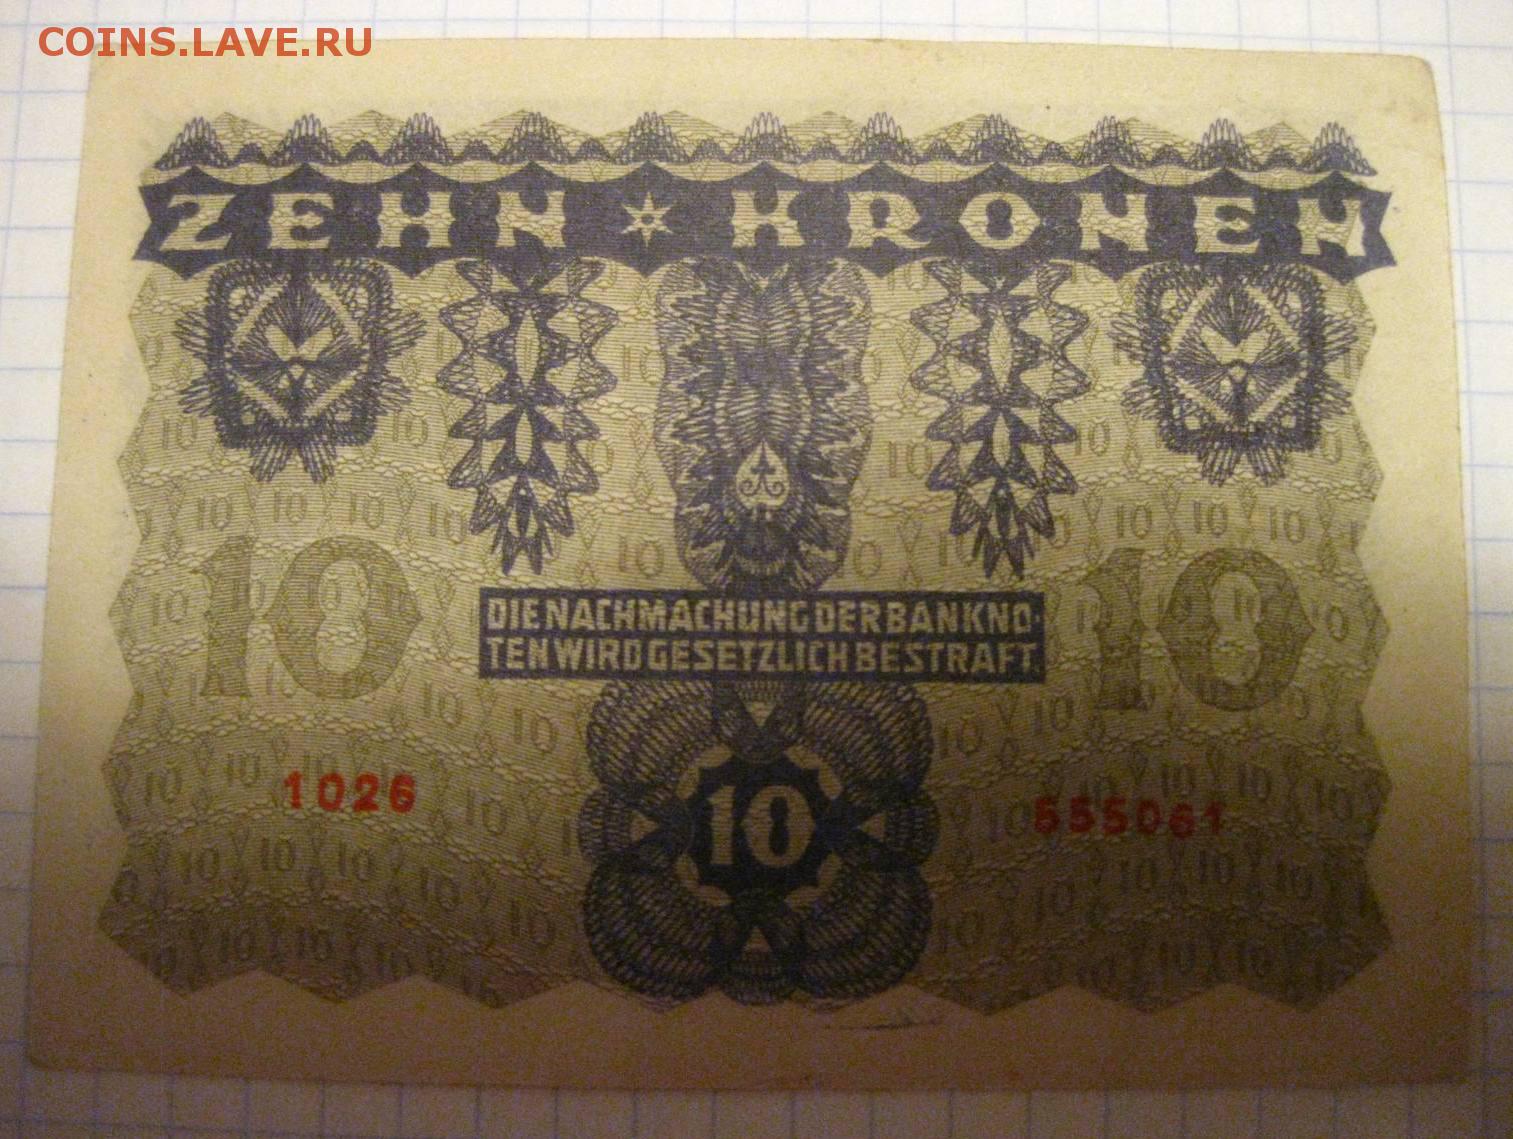 COINS.LAVE.RU
ZEHN * KRONEN
10 10
DIE NACHMACHUNG DER BANKNO-
TEN WIRD GESETZLICH BESTRAFT.
1026 10 555061